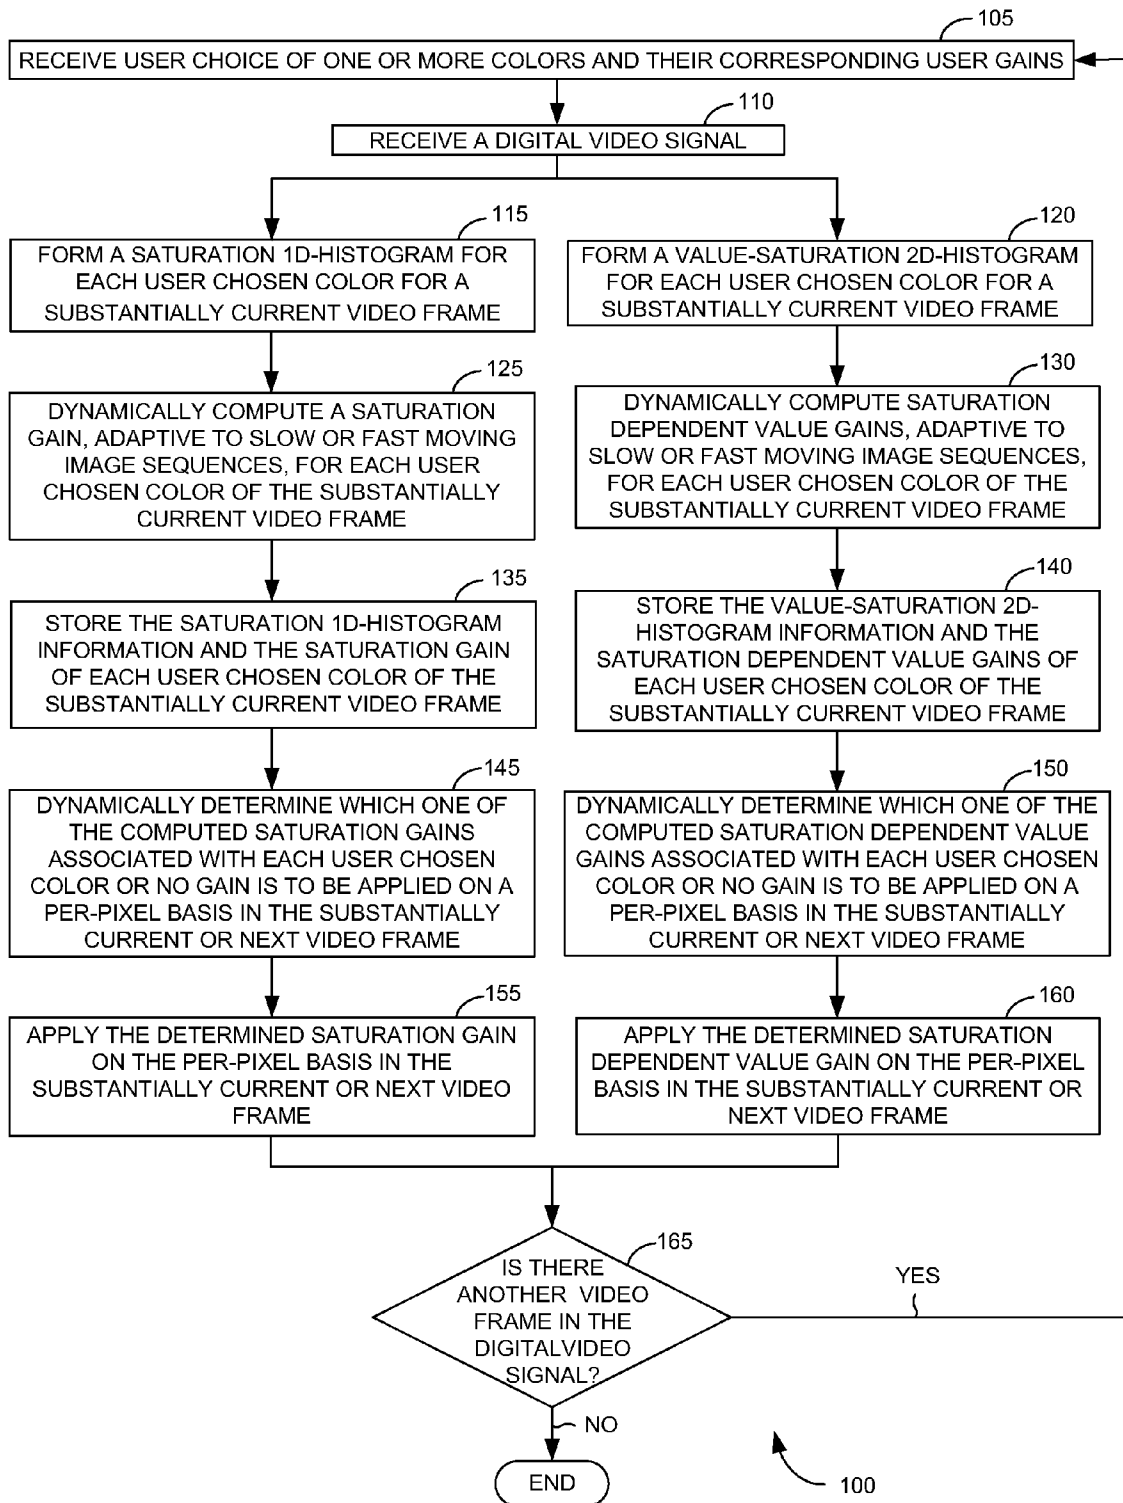 105
RECEIVE USER CHOICE OF ONE OR MORE COLORS AND THEIR CORRESPONDING USER GAINS
110
RECEIVE A DIGITAL VIDEO SIGNAL
115
FORM A SATURATION 1D-HISTOGRAM FOR
EACH USER CHOSEN COLOR FOR A
SUBSTANTIALLY CURRENT VIDEO FRAME
120
FORM A VALUE-SATURATION 2D-HISTOGRAM
FOR EACH USER CHOSEN COLOR FOR A
SUBSTANTIALLY CURRENT VIDEO FRAME
125
DYNAMICALLY COMPUTE A SATURATION
GAIN, ADAPTIVE TO SLOW OR FAST MOVING
IMAGE SEQUENCES, FOR EACH USER
CHOSEN COLOR OF THE SUBSTANTIALLY
CURRENT VIDEO FRAME
130
DYNAMICALLY COMPUTE SATURATION
DEPENDENT VALUE GAINS, ADAPTIVE TO
SLOW OR FAST MOVING IMAGE SEQUENCES,
FOR EACH USER CHOSEN COLOR OF THE
SUBSTANTIALLY CURRENT VIDEO FRAME
135
STORE THE SATURATION 1D-HISTOGRAM
INFORMATION AND THE SATURATION GAIN
OF EACH USER CHOSEN COLOR OF THE
SUBSTANTIALLY CURRENT VIDEO FRAME
140
STORE THE VALUE-SATURATION 2D-
HISTOGRAM INFORMATION AND THE
SATURATION DEPENDENT VALUE GAINS OF
EACH USER CHOSEN COLOR OF THE
SUBSTANTIALLY CURRENT VIDEO FRAME
145
DYNAMICALLY DETERMINE WHICH ONE OF
THE COMPUTED SATURATION GAINS
ASSOCIATED WITH EACH USER CHOSEN
COLOR OR NO GAIN IS TO BE APPLIED ON A
PER-PIXEL BASIS IN THE SUBSTANTIALLY
CURRENT OR NEXT VIDEO FRAME
150
DYNAMICALLY DETERMINE WHICH ONE OF THE
COMPUTED SATURATION DEPENDENT VALUE
GAINS ASSOCIATED WITH EACH USER CHOSEN
COLOR OR NO GAIN IS TO BE APPLIED ON A
PER-PIXEL BASIS IN THE SUBSTANTIALLY
CURRENT OR NEXT VIDEO FRAME
155
APPLY THE DETERMINED SATURATION GAIN
ON THE PER-PIXEL BASIS IN THE
SUBSTANTIALLY CURRENT OR NEXT VIDEO
FRAME
160
APPLY THE DETERMINED SATURATION
DEPENDENT VALUE GAIN ON THE PER-PIXEL
BASIS IN THE SUBSTANTIALLY CURRENT OR
NEXT VIDEO FRAME
165
IS THERE
ANOTHER VIDEO
FRAME IN THE
DIGITALVIDEO
SIGNAL?
YES
NO
END
100